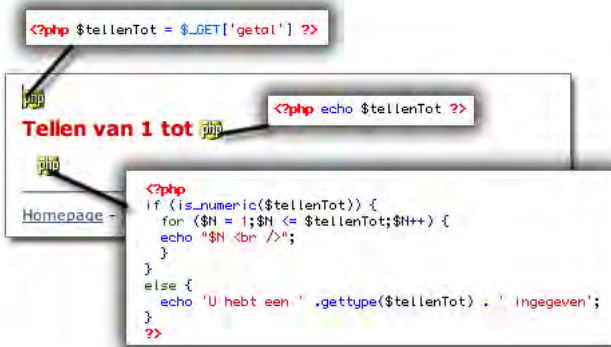 <?php $tellenTot = $_GET['getal'] ?>
php
Tellen van 1 tot php
<?php echo $tellenTot ?>
php
Homepage -
<?php
if (is_numeric($tellenTot)) {
for ($N = 1;$N <= $tellenTot;$N++) {
echo "$N <br />";
}
}
else {
echo 'U hebt een ' .gettype($tellenTot) . ' ingegeven';
}
?>